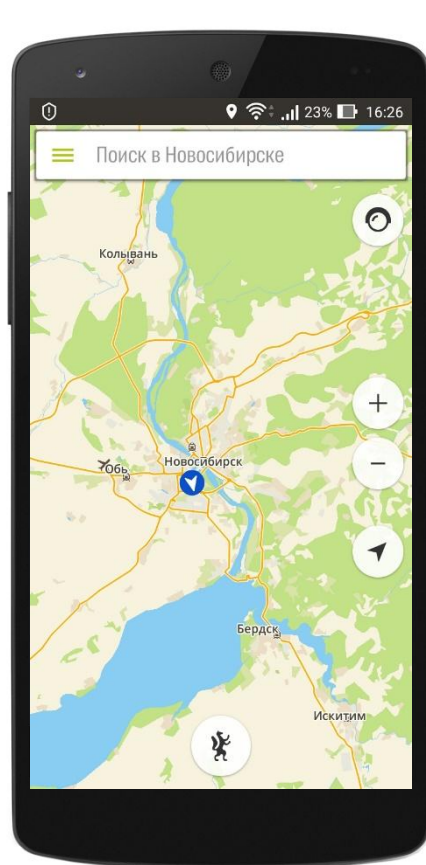 23% 16:26
Поиск в Новосибирске
Колывань
Обь
Новосибирск
Бердск
Искитим